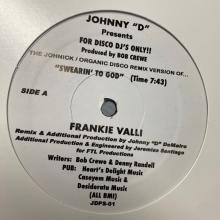 JOHNNY "D"
Presents
FOR DISCO DJ'S ONLY!!
Produced by BOB CREWE
THE JOHNICK / ORGANIC DISCO REMIX VERSION OF...
"SWEARIN' TO GOD" (Time 7:43)
SIDE A
FRANKIE VALLI
Remix & Additional Production by Johnny "D" DeMairo
Additional Production & Engineered by Jeremias Santiago
for FTL Productions
Writers: Bob Crewe & Denny Randell
PUB: Heart's Delight Music
Caseyem Music &
Desiderata Music
(ALL BMI)
JDPS-01